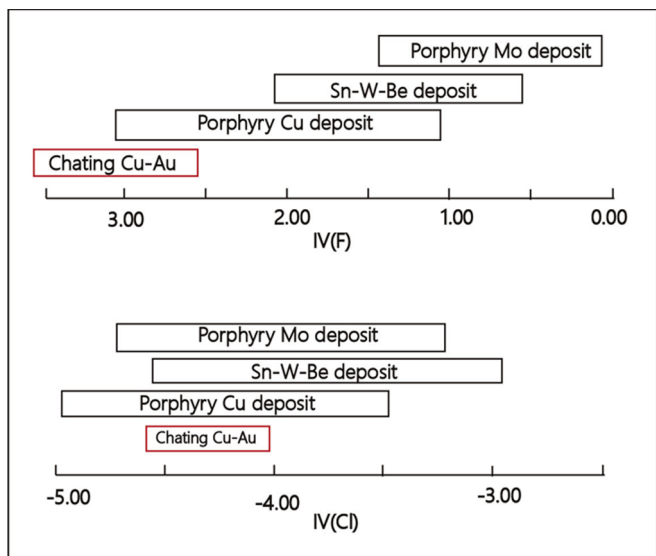 Porphyry Mo deposit
Sn-W-Be deposit
Porphyry Cu deposit
Chating Cu-Au
3.00 2.00 1.00 0.00
IV(F)
Porphyry Mo deposit
Sn-W-Be deposit
Porphyry Cu deposit
Chating Cu-Au
-5.00 -4.00 -3.00
IV(Cl)